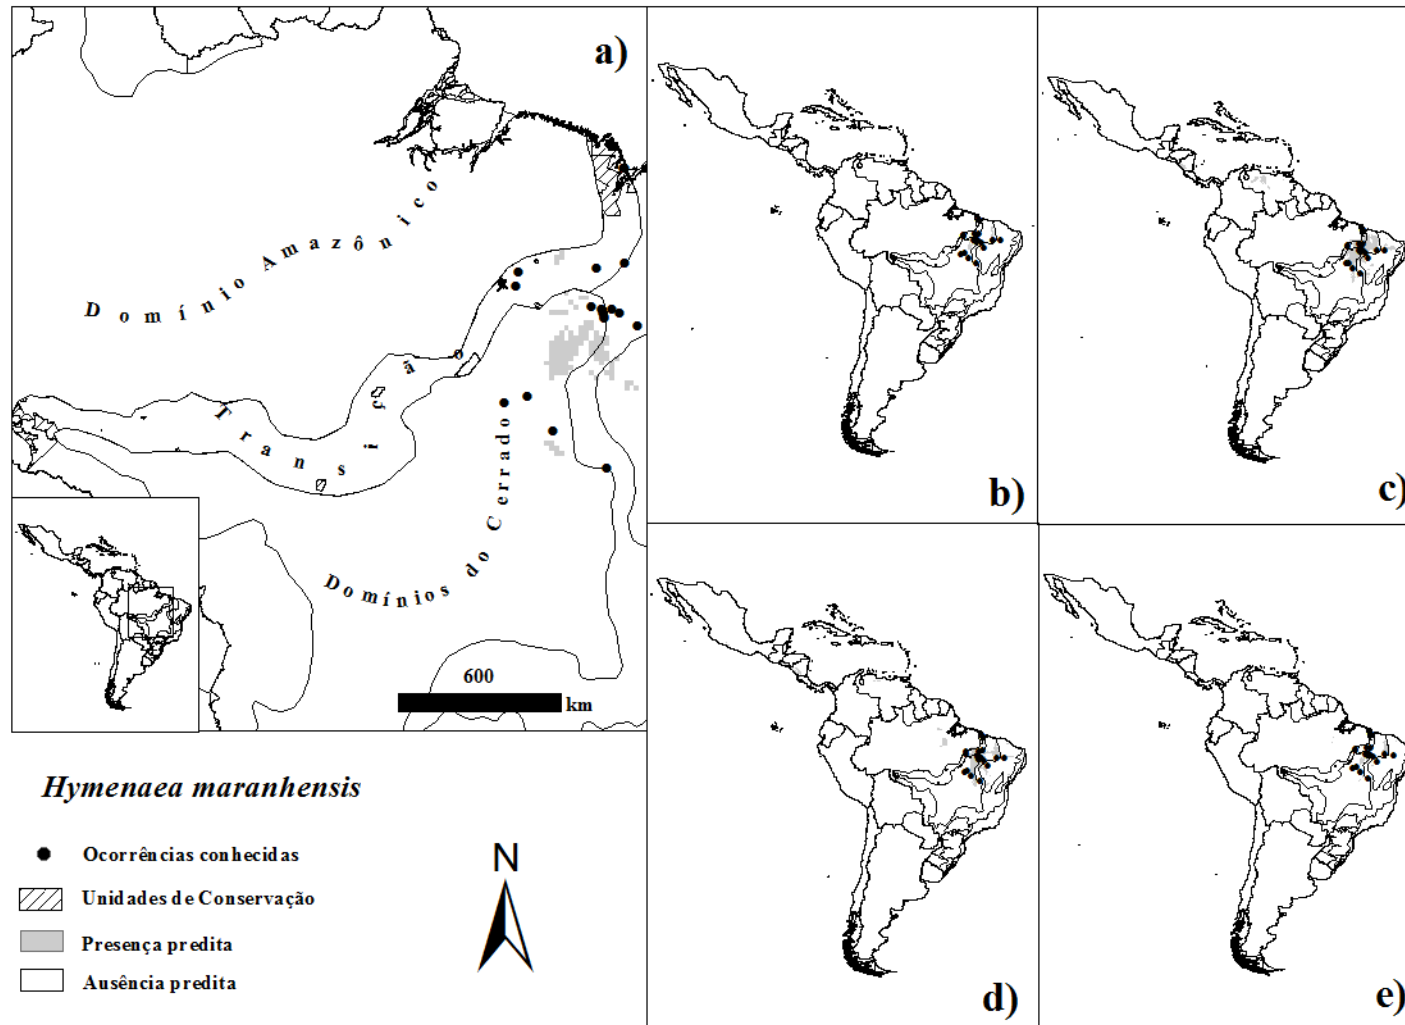 a)
Domínio Amazônico
Transição
Domínios do Cerrado
600
km
b)
c)
d)
e)
Hymenaea maranhensis
Ocorrências conhecidas
Unidades de Conservação
Presença predita
Ausência predita
N